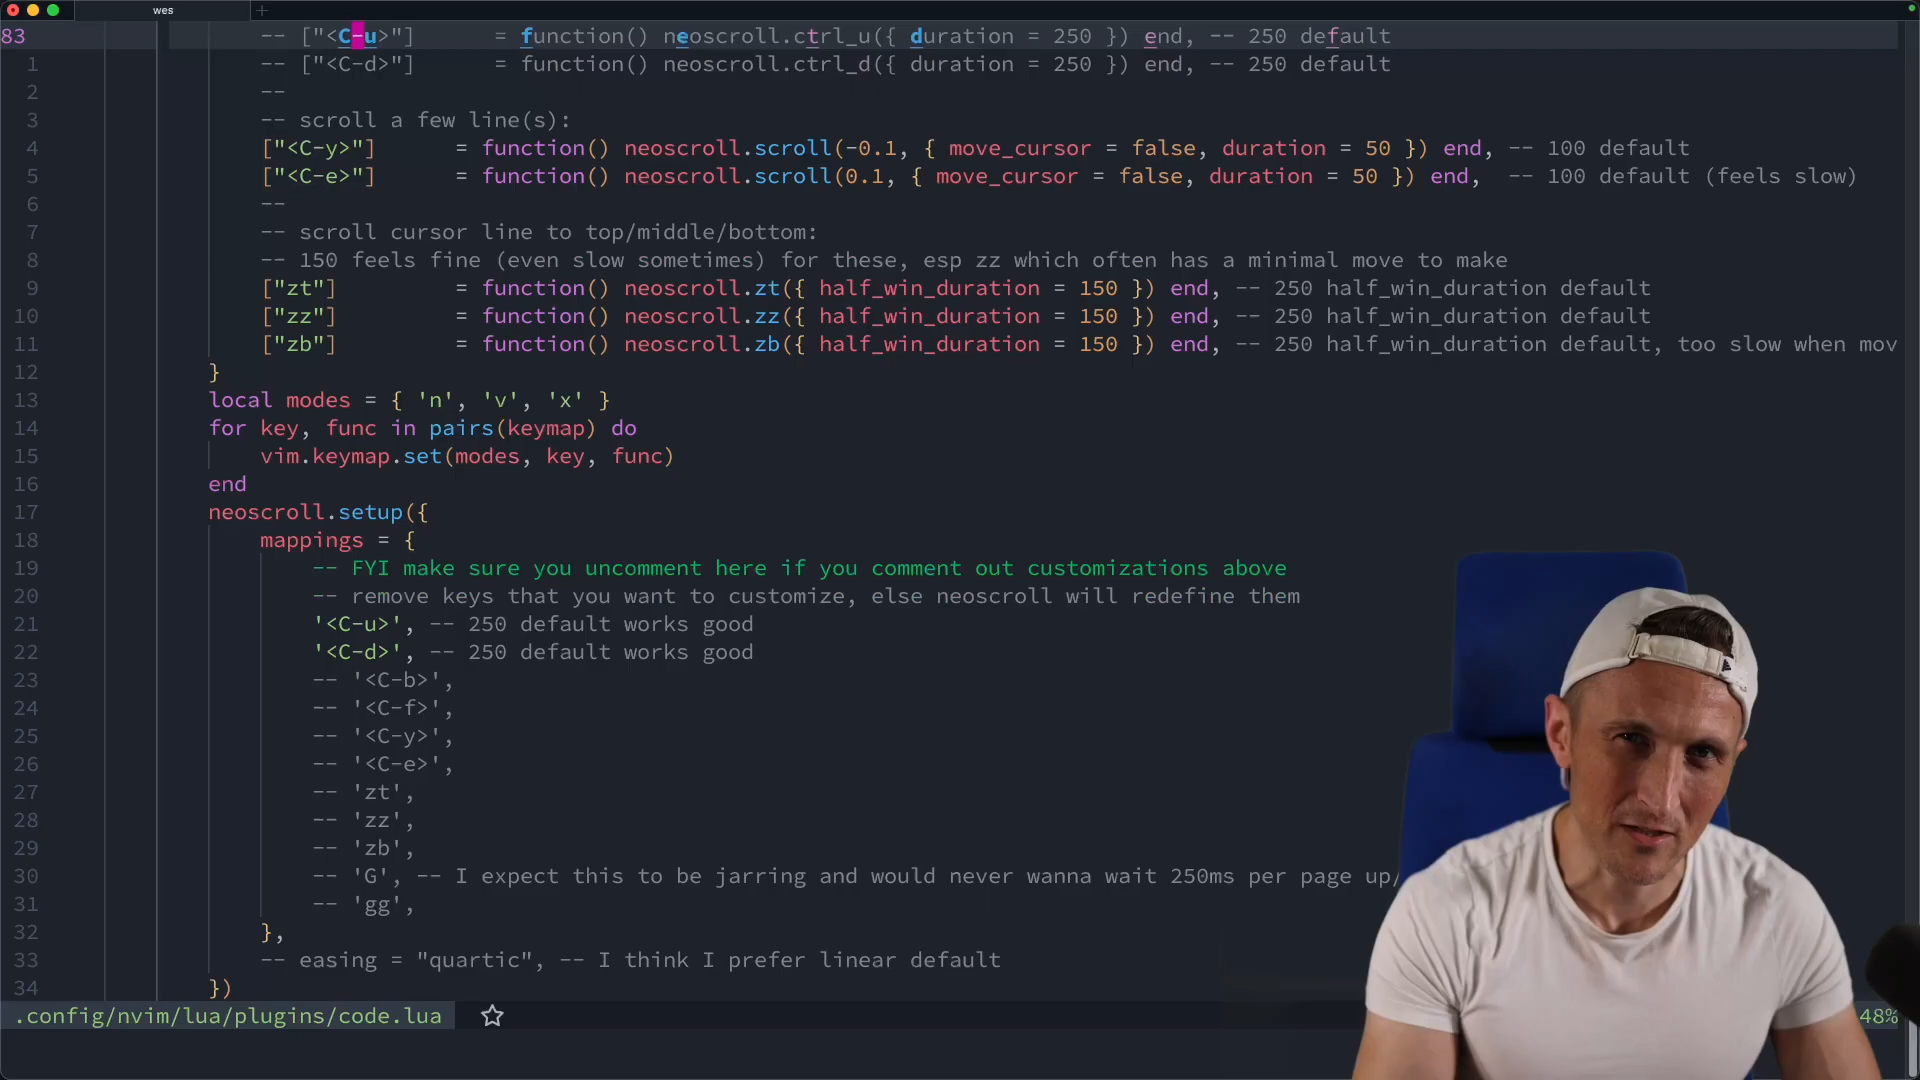 wes
83 -- ["<C-u>"] = function() neoscroll.ctrl_u({ duration = 250 }) end, -- 250 default
1 -- ["<C-d>"] = function() neoscroll.ctrl_d({ duration = 250 }) end, -- 250 default
2 --
3 -- scroll a few line(s):
4 ["<C-y>"] = function() neoscroll.scroll(-0.1, { move_cursor = false, duration = 50 }) end, -- 100 default
5 ["<C-e>"] = function() neoscroll.scroll(0.1, { move_cursor = false, duration = 50 }) end, -- 100 default (feels slow)
6 --
7 -- scroll cursor line to top/middle/bottom:
8 -- 150 feels fine (even slow sometimes) for these, esp zz which often has a minimal move to make
9 ["zt"] = function() neoscroll.zt({ half_win_duration = 150 }) end, -- 250 half_win_duration default
10 ["zz"] = function() neoscroll.zz({ half_win_duration = 150 }) end, -- 250 half_win_duration default
11 ["zb"] = function() neoscroll.zb({ half_win_duration = 150 }) end, -- 250 half_win_duration default, too slow when mov
12 }
13 local modes = { 'n', 'v', 'x' }
14 for key, func in pairs(keymap) do
15 vim.keymap.set(modes, key, func)
16 end
17 neoscroll.setup({
18 mappings = {
19 -- FYI make sure you uncomment here if you comment out customizations above
20 -- remove keys that you want to customize, else neoscroll will redefine them
21 '<C-u>', -- 250 default works good
22 '<C-d>', -- 250 default works good
23 -- '<C-b>',
24 -- '<C-f>',
25 -- '<C-y>',
26 -- '<C-e>',
27 -- 'zt',
28 -- 'zz',
29 -- 'zb',
30 -- 'G', -- I expect this to be jarring and would never wanna wait 250ms per page up/
31 -- 'gg',
32 },
33 -- easing = "quartic", -- I think I prefer linear default
34 })
.config/nvim/lua/plugins/code.lua
48%